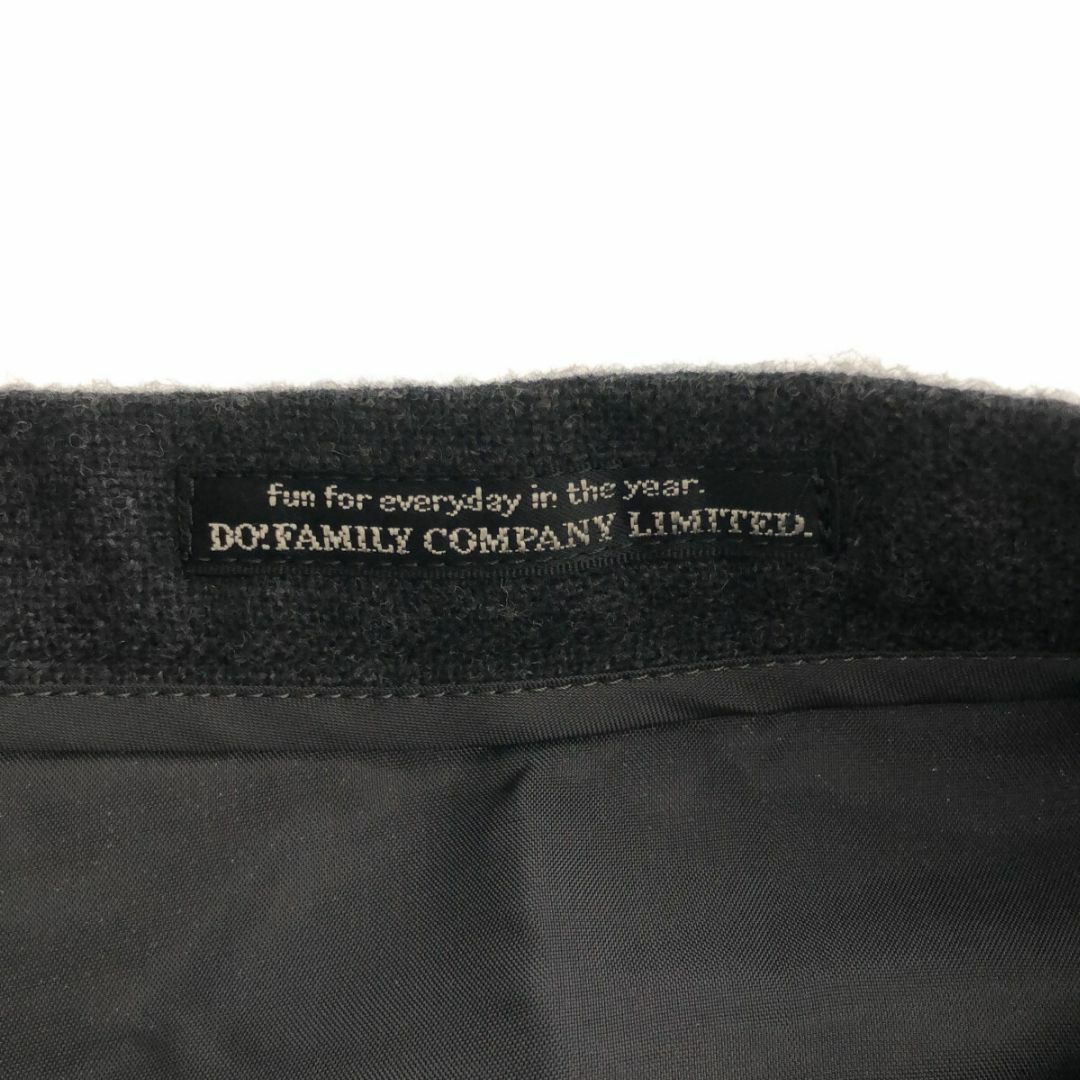 fun for everyday in the year.
DO!FAMILY COMPANY LIMITED.